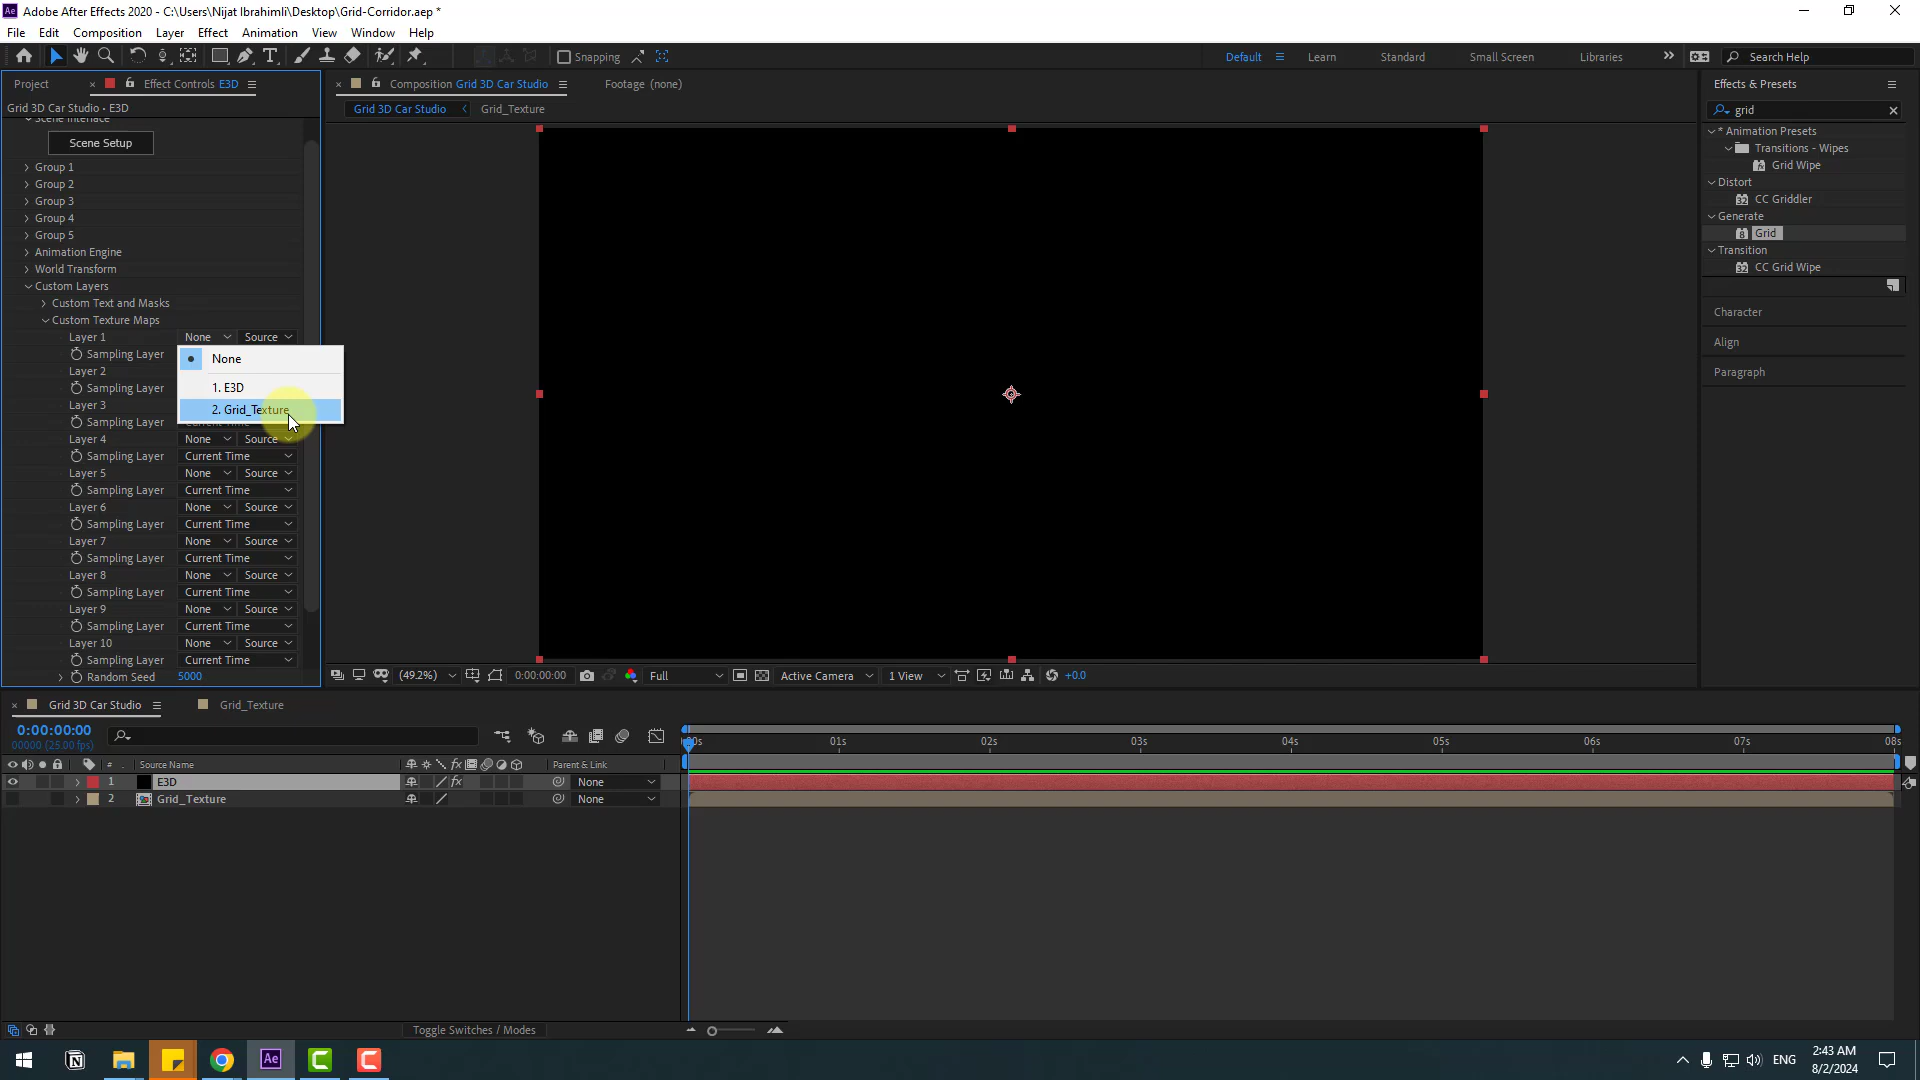 Adobe After Effects 2020 - C:\Users\Nijat Ibrahimli\Desktop\Grid-Corridor.aep *
File Edit Composition Layer Effect Animation View Window Help
Snapping Default Learn Standard Small Screen Libraries Search Help
Project Effect Controls E3D
Grid 3D Car Studio • E3D
Scene Interface
Scene Setup
Group 1
Group 2
Group 3
Group 4
Group 5
Animation Engine
World Transform
Custom Layers
Custom Text and Masks
Custom Texture Maps
Layer 1 None Source
Sampling Layer
Layer 2
Sampling Layer
Layer 3
Sampling Layer Current Time
Layer 4 None Source
Sampling Layer Current Time
Layer 5 None Source
Sampling Layer Current Time
Layer 6 None Source
Sampling Layer Current Time
Layer 7 None Source
Sampling Layer Current Time
Layer 8 None Source
Sampling Layer Current Time
Layer 9 None Source
Sampling Layer Current Time
Layer 10 None Source
Sampling Layer Current Time
Random Seed 5000
None
1. E3D
2. Grid_Texture
Composition Grid 3D Car Studio Footage (none)
Grid 3D Car Studio Grid_Texture
(49.2%) 0:00:00:00 Full Active Camera 1 View +0.0
Effects & Presets
grid
* Animation Presets
Transitions - Wipes
Grid Wipe
Distort
32 CC Griddler
Generate
8 Grid
Transition
32 CC Grid Wipe
Character
Align
Paragraph
Grid 3D Car Studio Grid_Texture
0:00:00:00
00000 (25.00 fps)
00s 01s 02s 03s 04s 05s 06s 07s 08s
# Source Name fx Parent & Link
1 E3D fx None
2 Grid_Texture None
Toggle Switches / Modes
Ae ENG 2:43 AM
8/2/2024